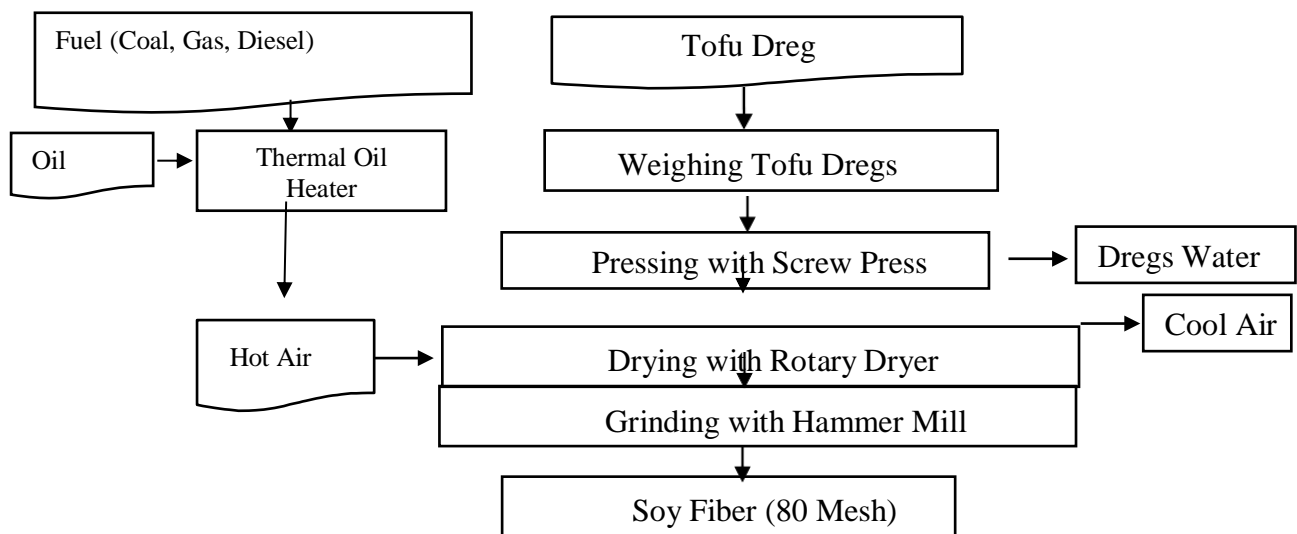 Fuel (Coal, Gas, Diesel)
Tofu Dreg
Oil
Thermal Oil
Heater
Weighing Tofu Dregs
Pressing with Screw Press
Dregs Water
Cool Air
Hot Air
Drying with Rotary Dryer
Grinding with Hammer Mill
Soy Fiber (80 Mesh)